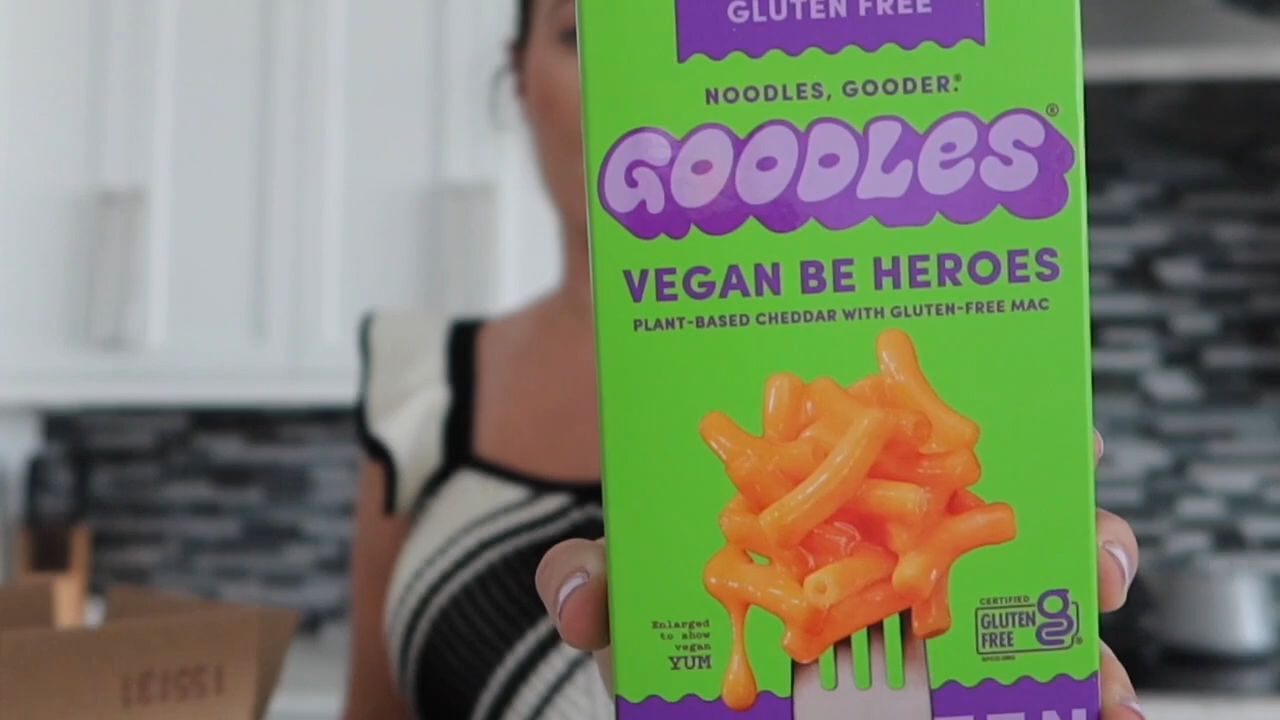 GLUTEN FREE
NOODLES, GOODER.®
GOODLES®
VEGAN BE HEROES
PLANT-BASED CHEDDAR WITH GLUTEN-FREE MAC
Enlarged
to show
vegan
YUM
CERTIFIED
GLUTEN
FREE